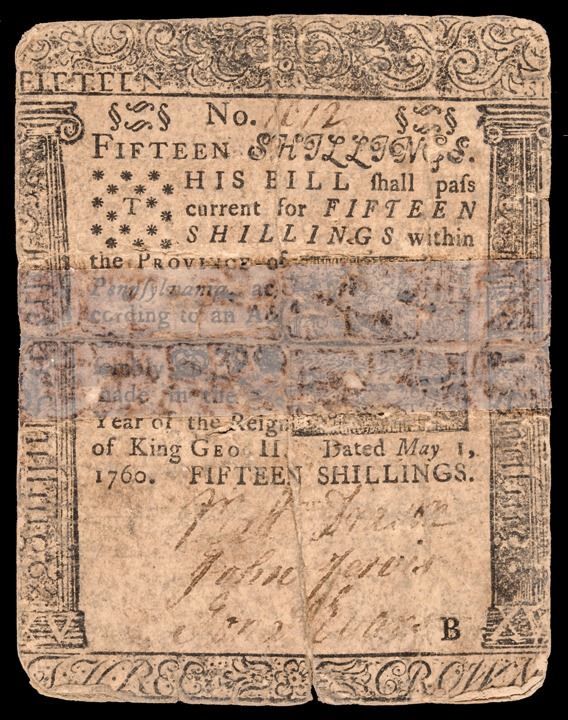 FIFTEEN
No. 1612
FIFTEEN SHILLINGS.
THIS BILL ſhall paſs
current for FIFTEEN
SHILLINGS within
the PROVINCE of
Pennſylvania, ac
cording to an A
ſembly
made in the
Year of the Reign
of King GEO II. Dated May 1,
1760. FIFTEEN SHILLINGS.
John Jervis
B
THREE CROWN